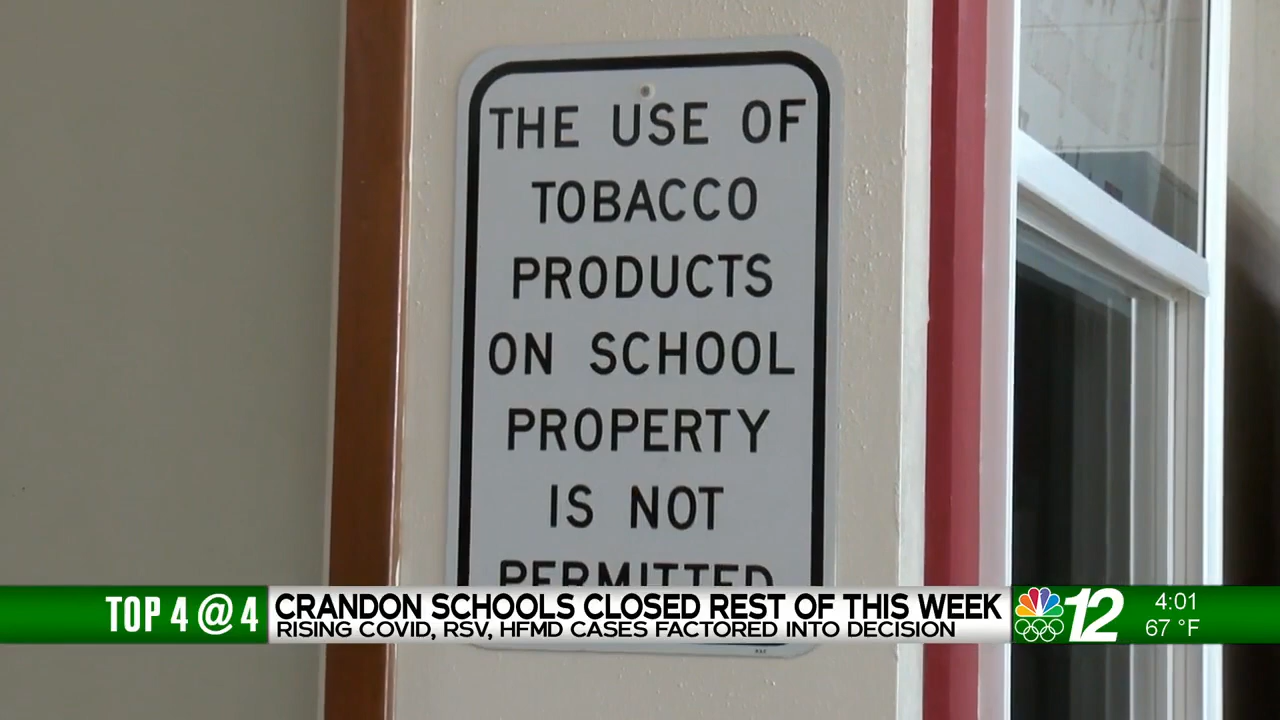 THE USE OF
TOBACCO
PRODUCTS
ON SCHOOL
PROPERTY
IS NOT
PERMITTED
TOP 4 @ 4
CRANDON SCHOOLS CLOSED REST OF THIS WEEK
RISING COVID, RSV, HFMD CASES FACTORED INTO DECISION
12
4:01
67 °F